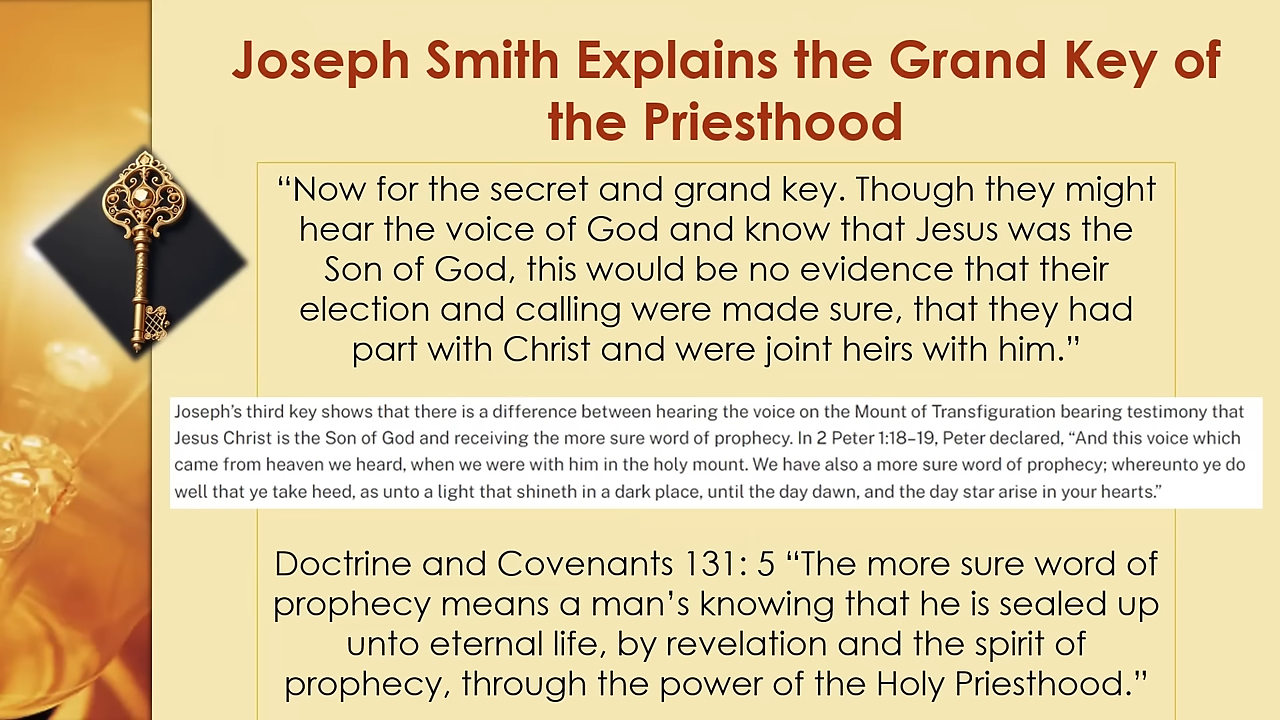 Joseph Smith Explains the Grand Key of
the Priesthood
“Now for the secret and grand key. Though they might
hear the voice of God and know that Jesus was the
Son of God, this would be no evidence that their
election and calling were made sure, that they had
part with Christ and were joint heirs with him.”
Joseph’s third key shows that there is a difference between hearing the voice on the Mount of Transfiguration bearing testimony that
Jesus Christ is the Son of God and receiving the more sure word of prophecy. In 2 Peter 1:18–19, Peter declared, “And this voice which
came from heaven we heard, when we were with him in the holy mount. We have also a more sure word of prophecy; whereunto ye do
well that ye take heed, as unto a light that shineth in a dark place, until the day dawn, and the day star arise in your hearts.”
Doctrine and Covenants 131: 5 “The more sure word of
prophecy means a man’s knowing that he is sealed up
unto eternal life, by revelation and the spirit of
prophecy, through the power of the Holy Priesthood.”